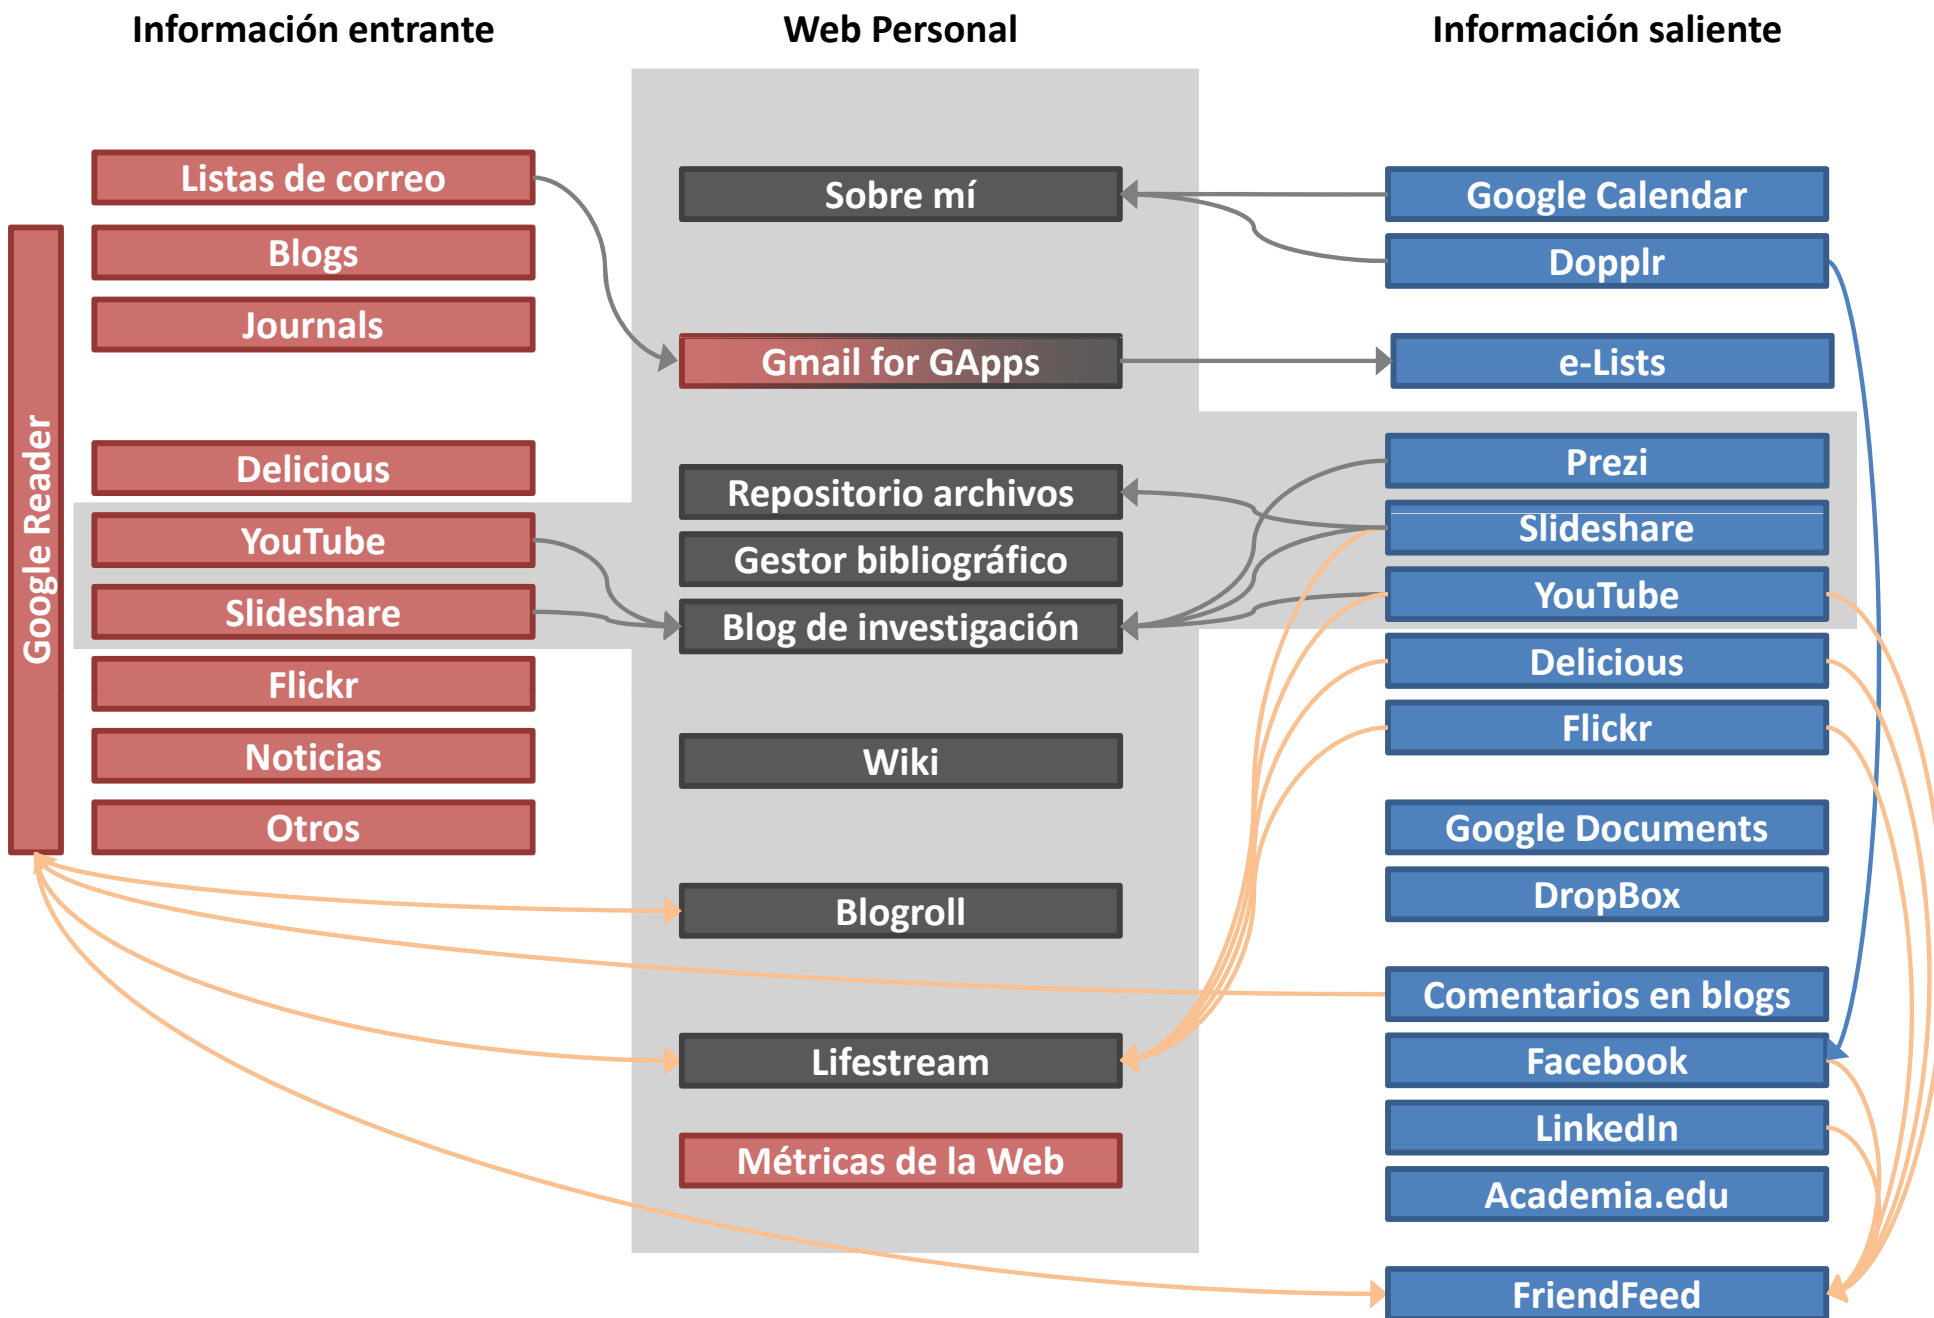 Información entrante
Web Personal
Información saliente
Google Reader
Listas de correo
Blogs
Journals
Delicious
YouTube
Slideshare
Flickr
Noticias
Otros
Sobre mí
Gmail for GApps
Repositorio archivos
Gestor bibliográfico
Blog de investigación
Wiki
Blogroll
Lifestream
Métricas de la Web
Google Calendar
Dopplr
e-Lists
Prezi
Slideshare
YouTube
Delicious
Flickr
Google Documents
DropBox
Comentarios en blogs
Facebook
LinkedIn
Academia.edu
FriendFeed